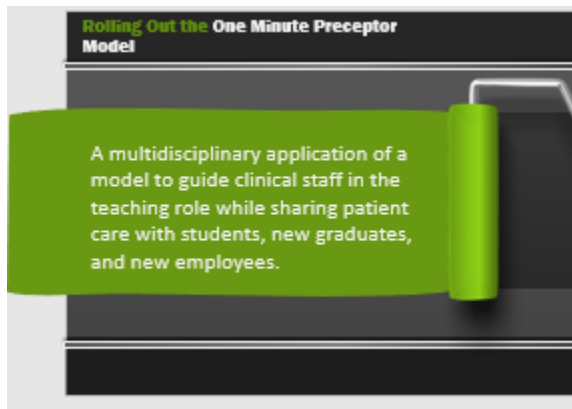 Rolling Out the One Minute Preceptor
Model
A multidisciplinary application of a
model to guide clinical staff in the
teaching role while sharing patient
care with students, new graduates,
and new employees.